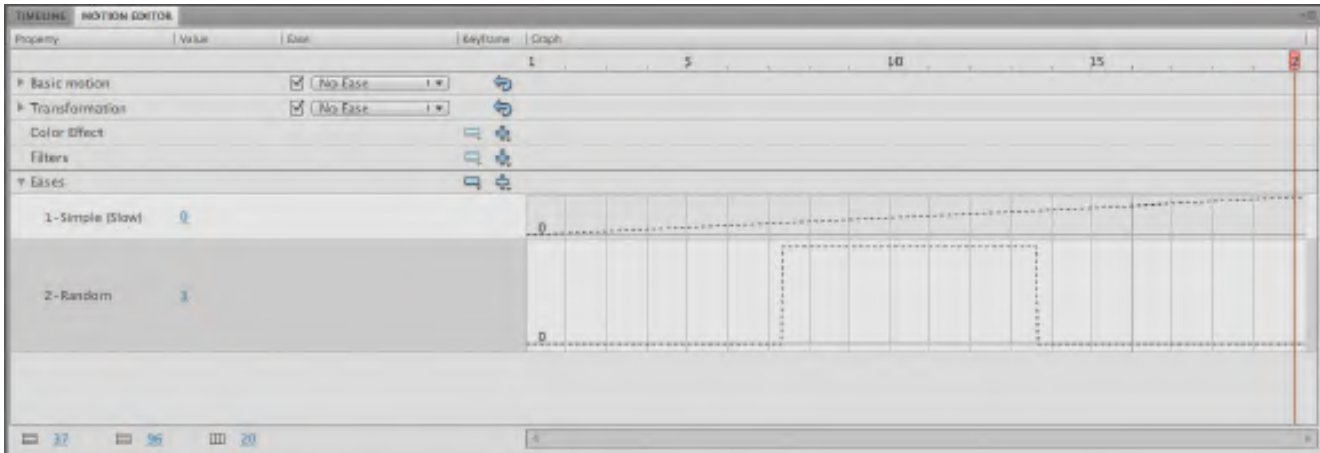 TIMELINE MOTION EDITOR
Property Value Ease Keyframe Graph
1 5 10 15 2
Basic motion No Ease
Transformation No Ease
Color Effect
Filters
Eases
1-Simple (Slow) 0 0
2-Random 3 0
37 96 20